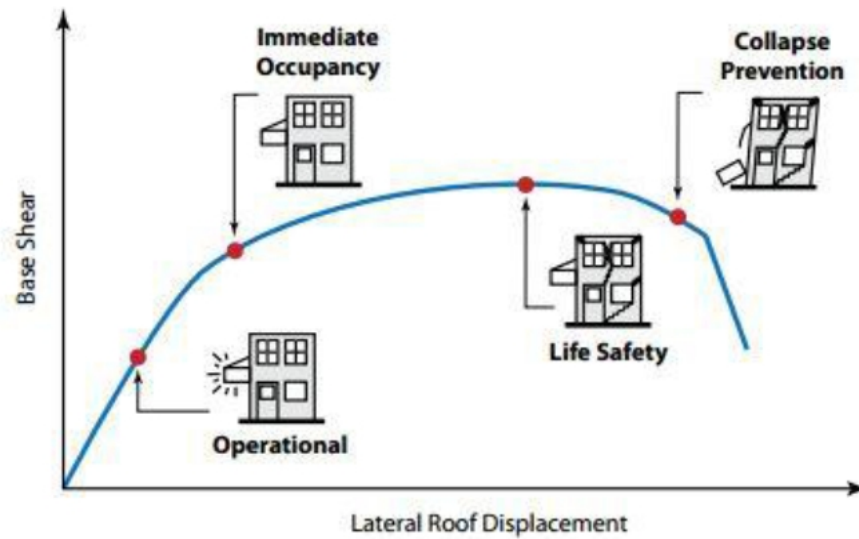 Immediate
Occupancy
Collapse
Prevention
Base Shear
Life Safety
Operational
Lateral Roof Displacement